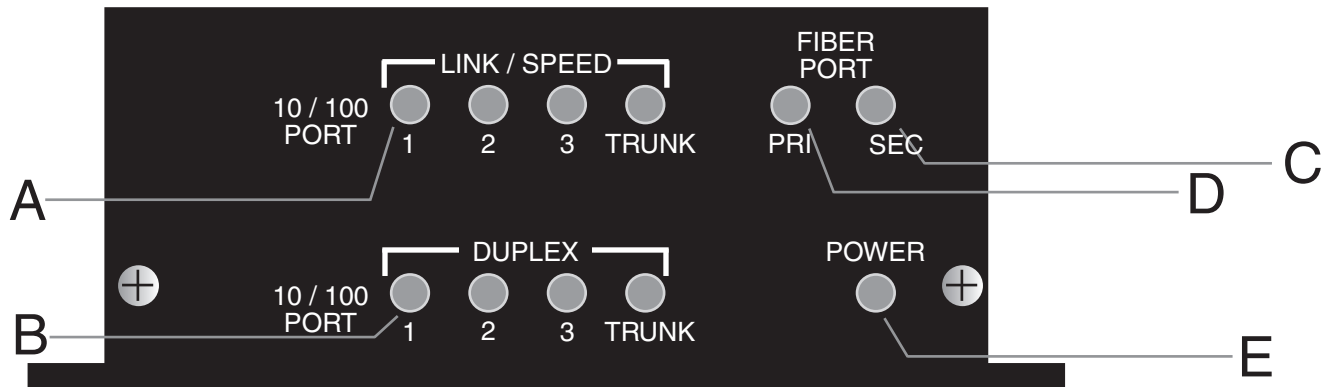 LINK / SPEED
FIBER
PORT
10 / 100
PORT
1 2 3 TRUNK
PRI SEC
A
C
D
DUPLEX
POWER
10 / 100
PORT
1 2 3 TRUNK
B
E